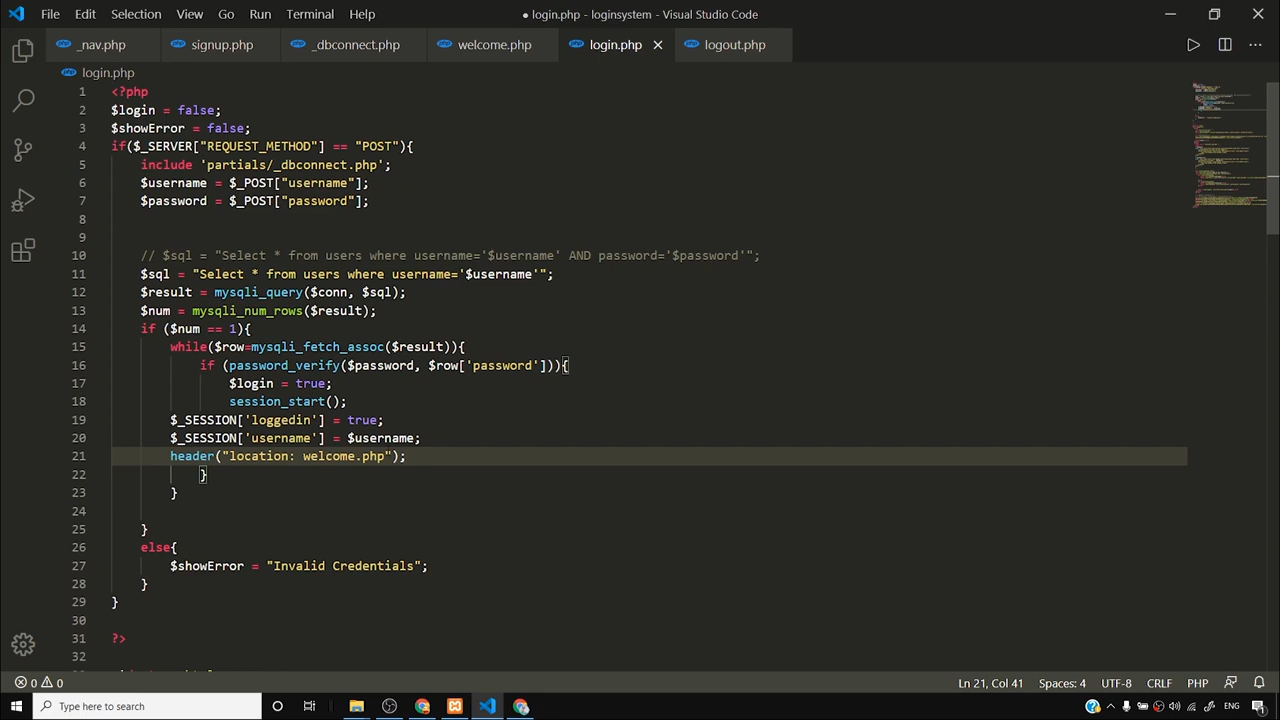 File Edit Selection View Go Run Terminal Help ● login.php - loginsystem - Visual Studio Code
_nav.php signup.php _dbconnect.php welcome.php login.php logout.php
login.php
1 <?php
2 $login = false;
3 $showError = false;
4 if($_SERVER["REQUEST_METHOD"] == "POST"){
5 include 'partials/_dbconnect.php';
6 $username = $_POST["username"];
7 $password = $_POST["password"];
8
9
10 // $sql = "Select * from users where username='$username' AND password='$password'";
11 $sql = "Select * from users where username='$username'";
12 $result = mysqli_query($conn, $sql);
13 $num = mysqli_num_rows($result);
14 if ($num == 1){
15 while($row=mysqli_fetch_assoc($result)){
16 if (password_verify($password, $row['password'])){
17 $login = true;
18 session_start();
19 $_SESSION['loggedin'] = true;
20 $_SESSION['username'] = $username;
21 header("location: welcome.php");
22 }
23 }
24
25 }
26 else{
27 $showError = "Invalid Credentials";
28 }
29 }
30
31 ?>
32
0 0 Ln 21, Col 41 Spaces: 4 UTF-8 CRLF PHP
Type here to search ENG